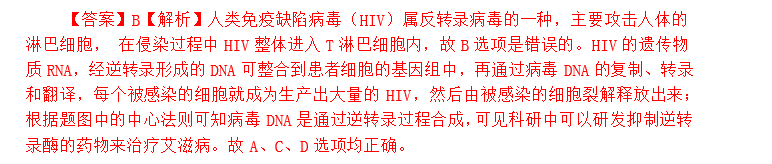 【答案】B【解析】人类免疫缺陷病毒（HIV）属反转录病毒的一种，主要攻击人体的
淋巴细胞， 在侵染过程中 HIV 整体进入 T 淋巴细胞内，故 B 选项是错误的。HIV 的遗传物
质 RNA，经逆转录形成的 DNA 可整合到患者细胞的基因组中，再通过病毒 DNA 的复制、转录
和翻译，每个被感染的细胞就成为生产出大量的 HIV，然后由被感染的细胞裂解释放出来；
根据题图中的中心法则可知病毒 DNA 是通过逆转录过程合成，可见科研中可以研发抑制逆转
录酶的药物来治疗艾滋病。故 A、C、D 选项均正确。